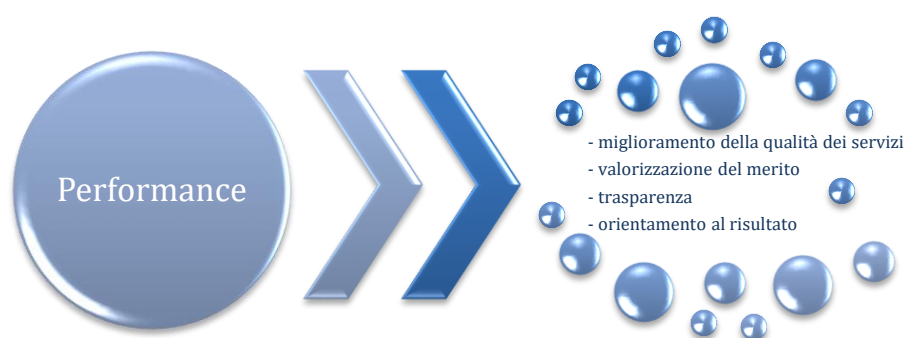 Performance
- miglioramento della qualità dei servizi
- valorizzazione del merito
- trasparenza
- orientamento al risultato